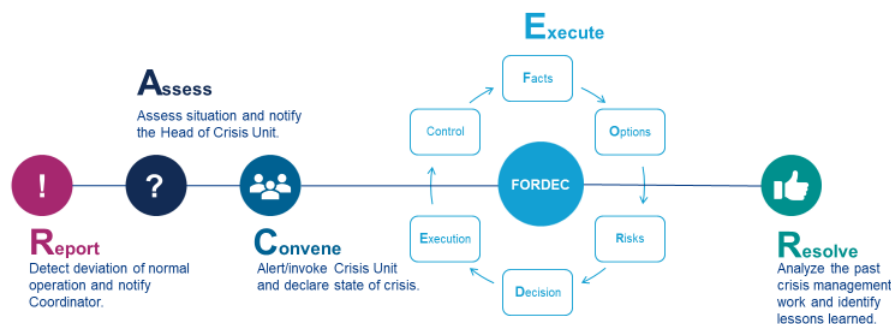 Report
Detect deviation of normal
operation and notify
Coordinator.
!
Assess
Assess situation and notify
the Head of Crisis Unit.
?
Convene
Alert/invoke Crisis Unit
and declare state of crisis.
Execute
FORDEC
Facts
Options
Risks
Decision
Execution
Control
Resolve
Analyze the past
crisis management
work and identify
lessons learned.